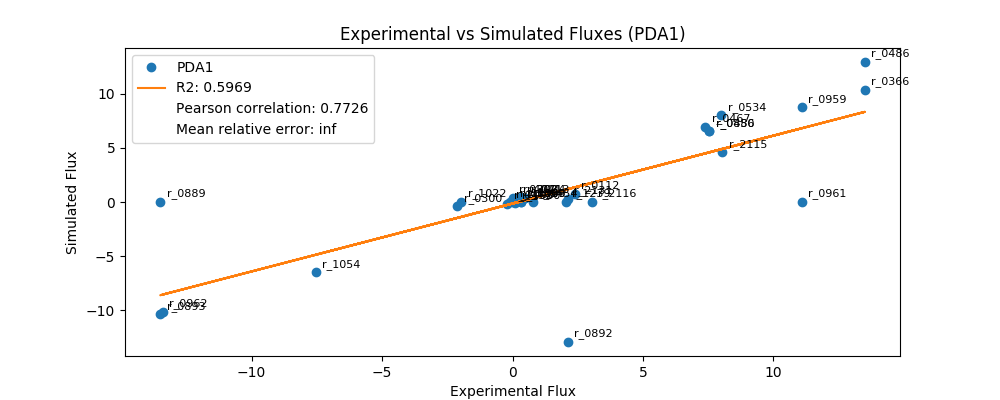 Experimental vs Simulated Fluxes (PDA1)
PDA1
R2: 0.5969
Pearson correlation: 0.7726
Mean relative error: inf
r_0486
r_0366
r_0959
r_0534
r_0467
r_2115
r_0889
r_1022
r_0300
r_0112
r_2116
r_0961
r_1054
r_0962
r_0893
r_0892
10
5
0
−5
−10
Simulated Flux
−10
−5
0
5
10
Experimental Flux